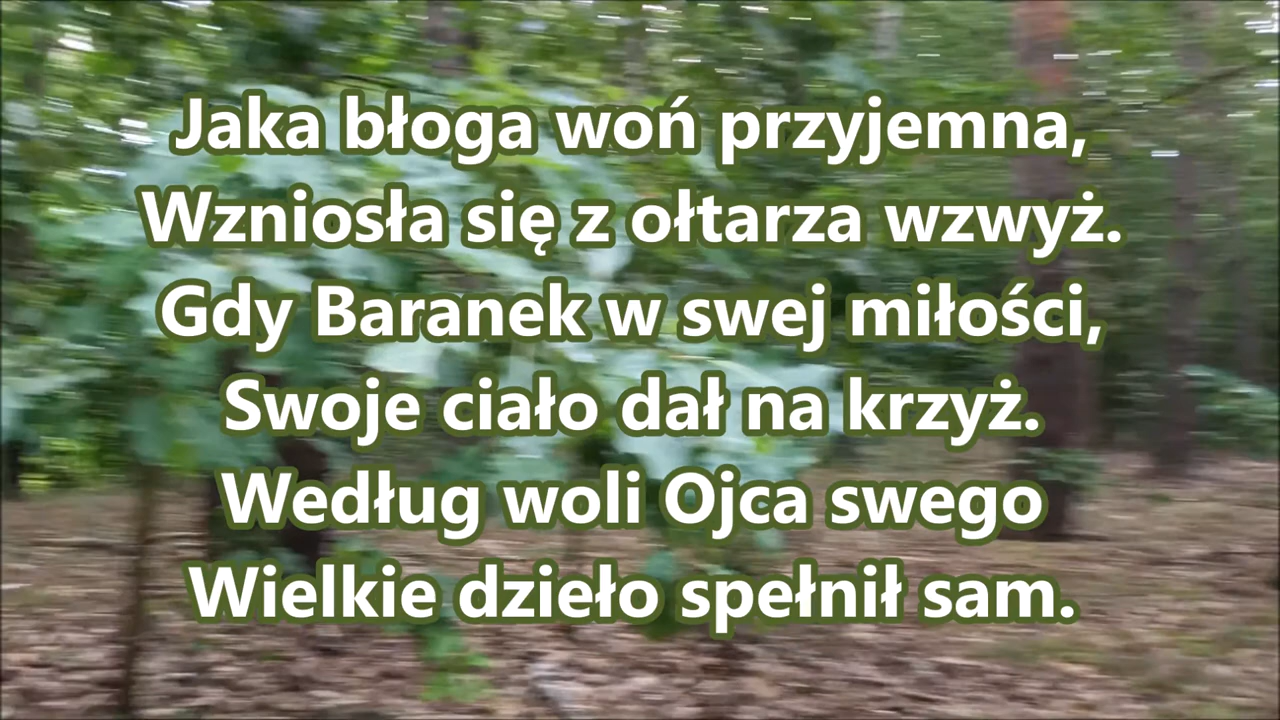 Jaka błoga woń przyjemna,
Wzniosła się z ołtarza wzwyż.
Gdy Baranek w swej miłości,
Swoje ciało dał na krzyż.
Według woli Ojca swego
Wielkie dzieło spełnił sam.